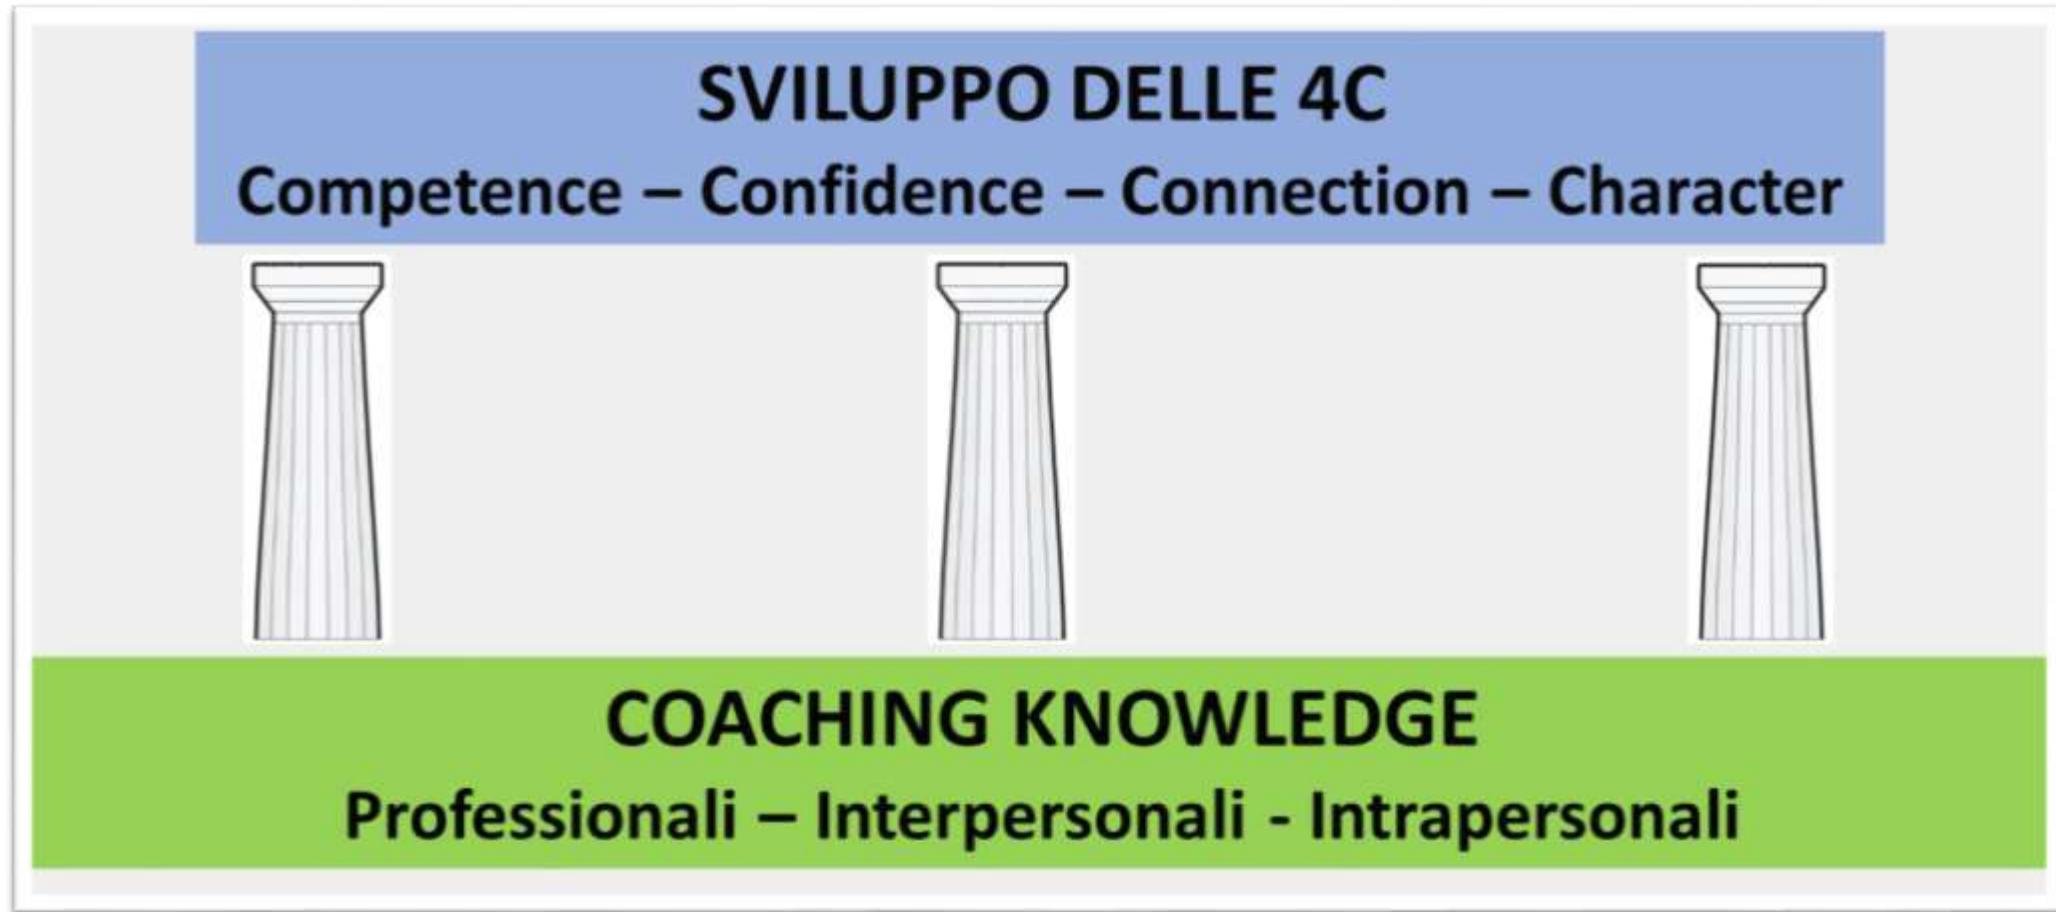 SVILUPPO DELLE 4C
Competence – Confidence – Connection – Character
COACHING KNOWLEDGE
Professionali – Interpersonali - Intrapersonali